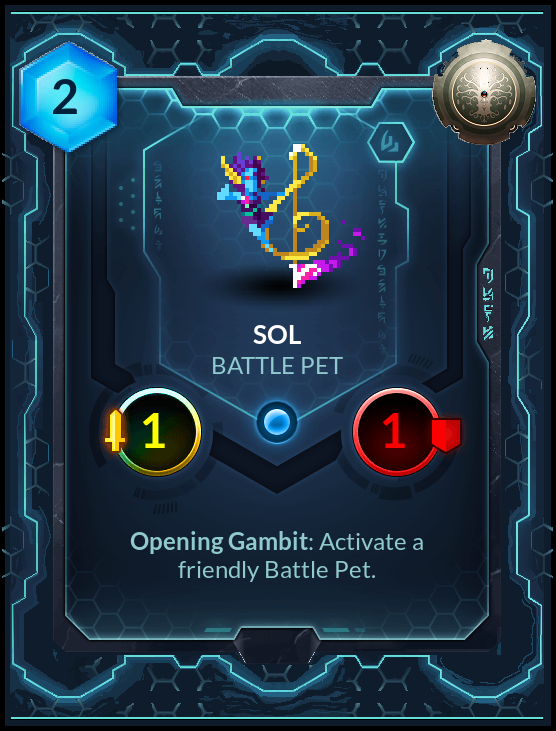 2
SOL
BATTLE PET
1
1
Opening Gambit: Activate a
friendly Battle Pet.